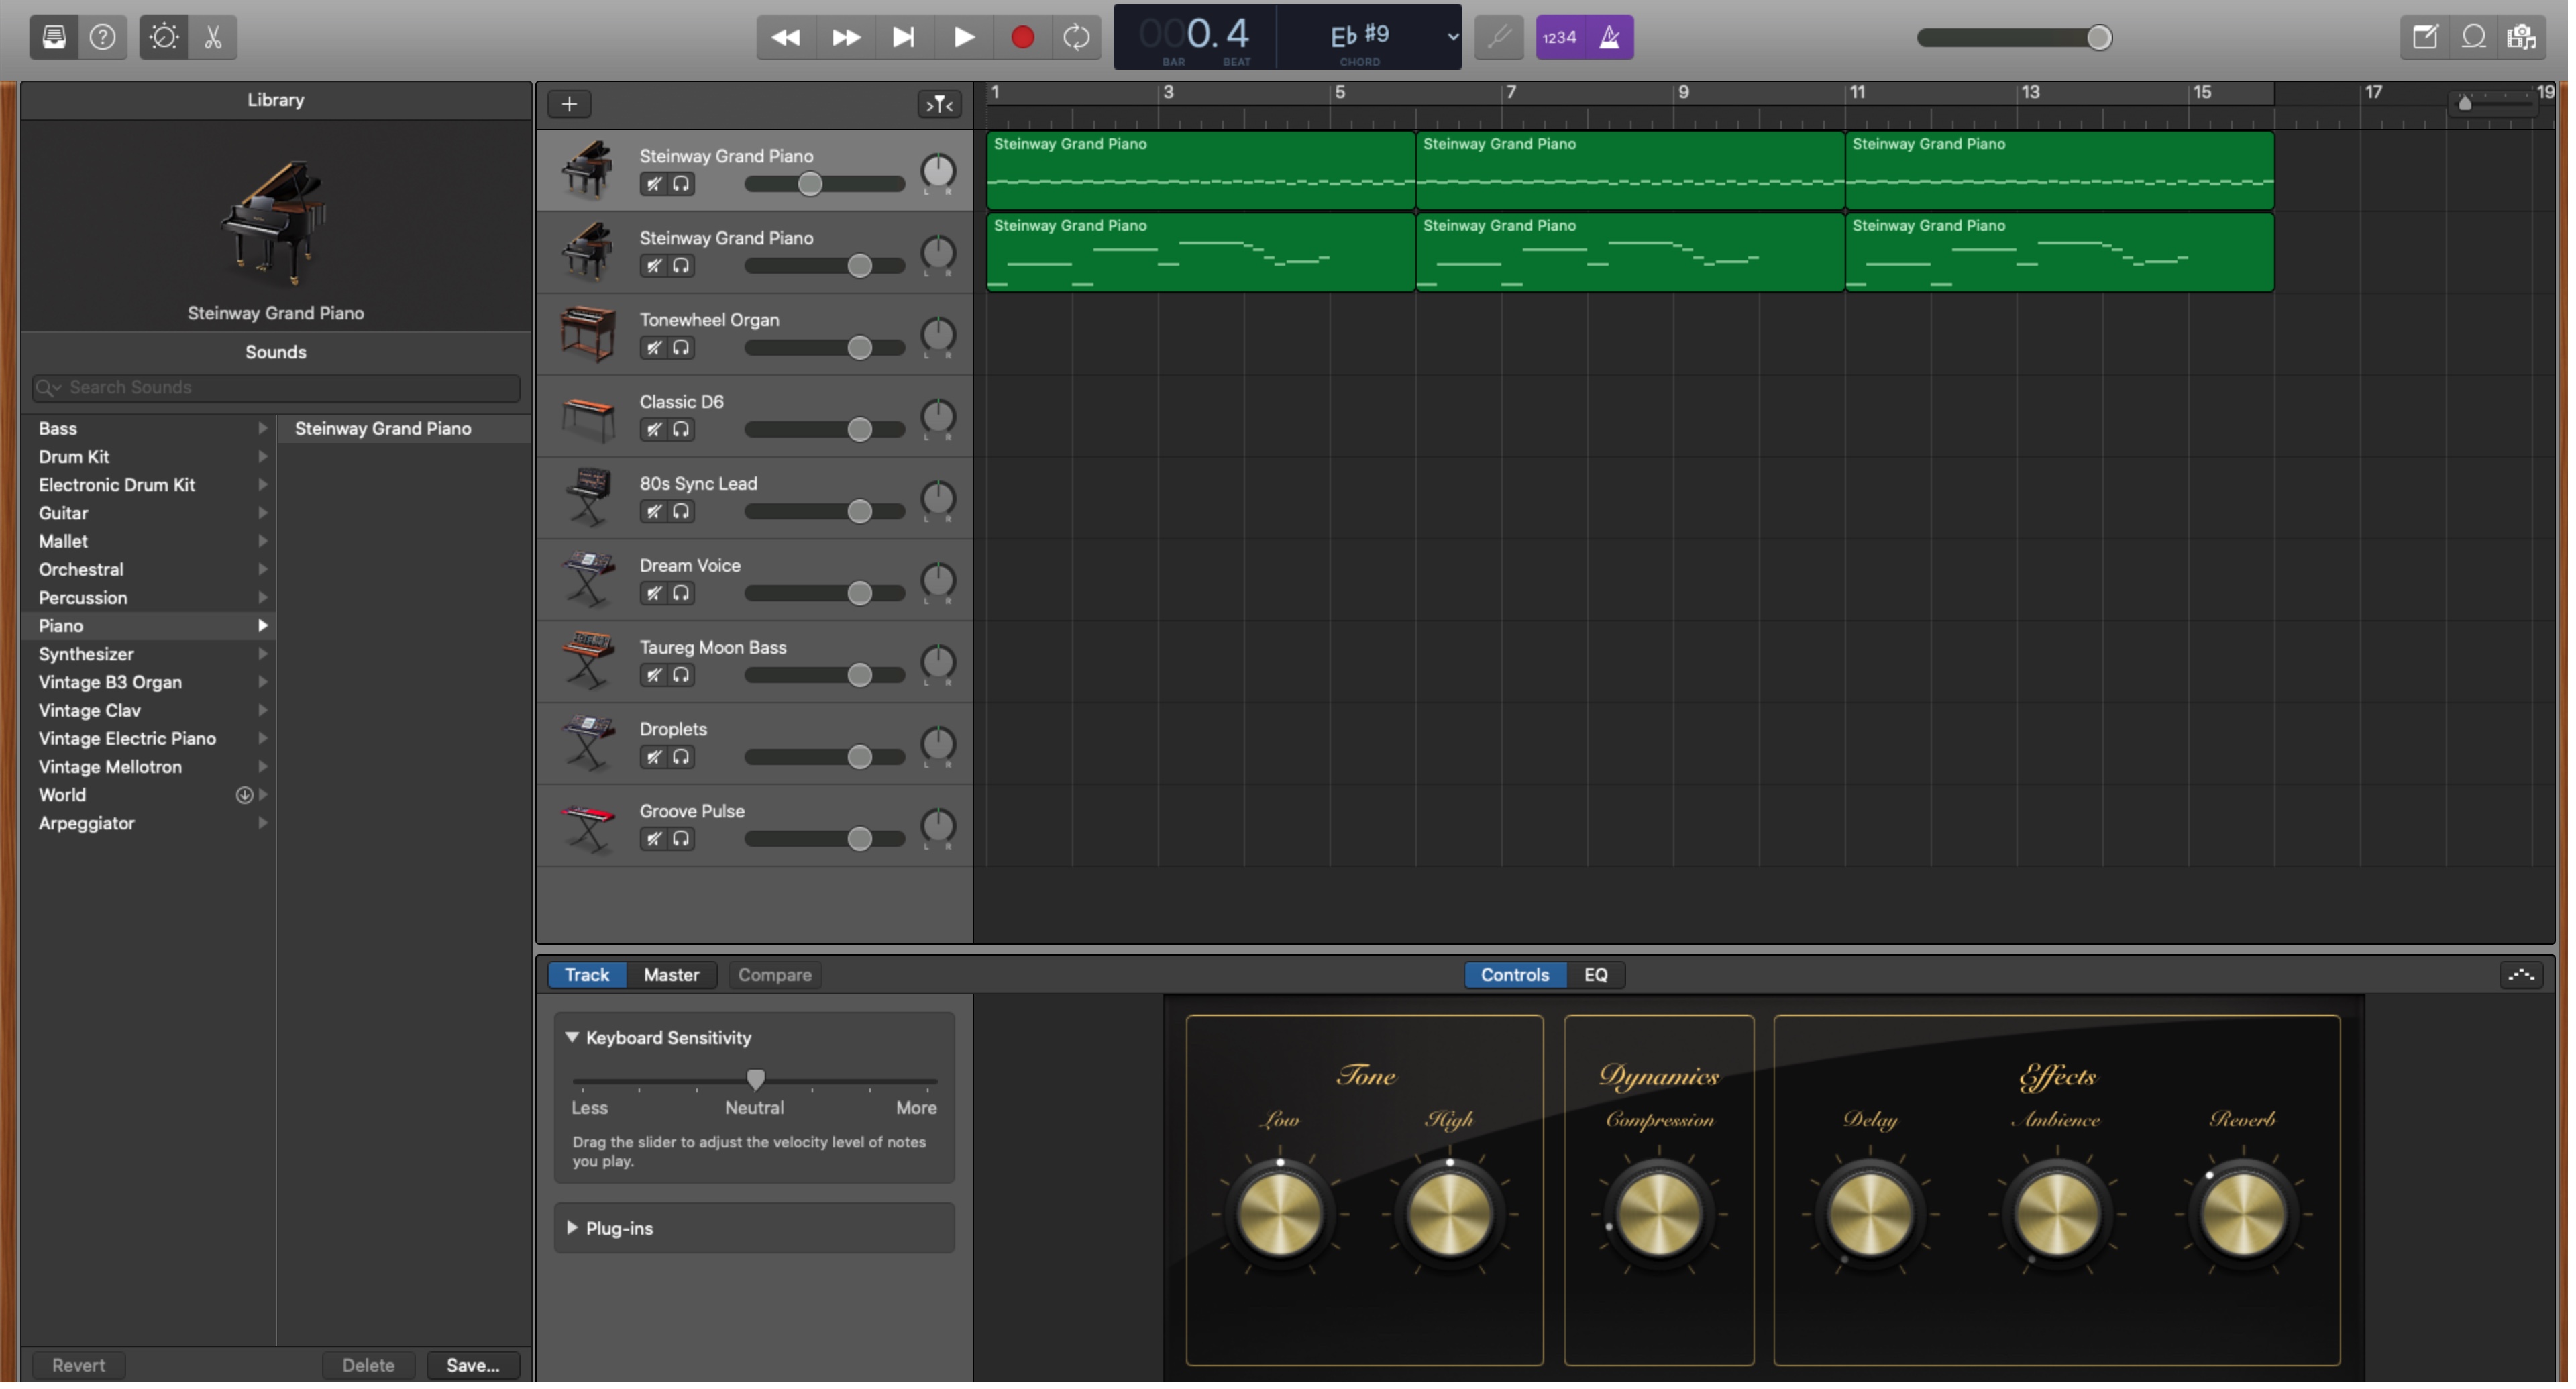 000.4
E♭ #9
BAR
BEAT
CHORD
1234
Library
Steinway Grand Piano
Sounds
Search Sounds
Bass
Drum Kit
Electronic Drum Kit
Guitar
Mallet
Orchestral
Percussion
Piano
Synthesizer
Vintage B3 Organ
Vintage Clav
Vintage Electric Piano
Vintage Mellotron
World
Arpeggiator
Steinway Grand Piano
Revert
Delete
Save...
1 3 5 7 9 11 13 15 17 19
Steinway Grand Piano
L R
Steinway Grand Piano
L R
Tonewheel Organ
L R
Classic D6
L R
80s Sync Lead
L R
Dream Voice
L R
Taureg Moon Bass
L R
Droplets
L R
Groove Pulse
L R
Steinway Grand Piano Steinway Grand Piano Steinway Grand Piano
Steinway Grand Piano Steinway Grand Piano Steinway Grand Piano
Track
Master
Compare
Controls
EQ
Keyboard Sensitivity
Less
Neutral
More
Drag the slider to adjust the velocity level of notes
you play.
Plug-ins
Tone
Low
High
Dynamics
Compression
Effects
Delay
Ambience
Reverb